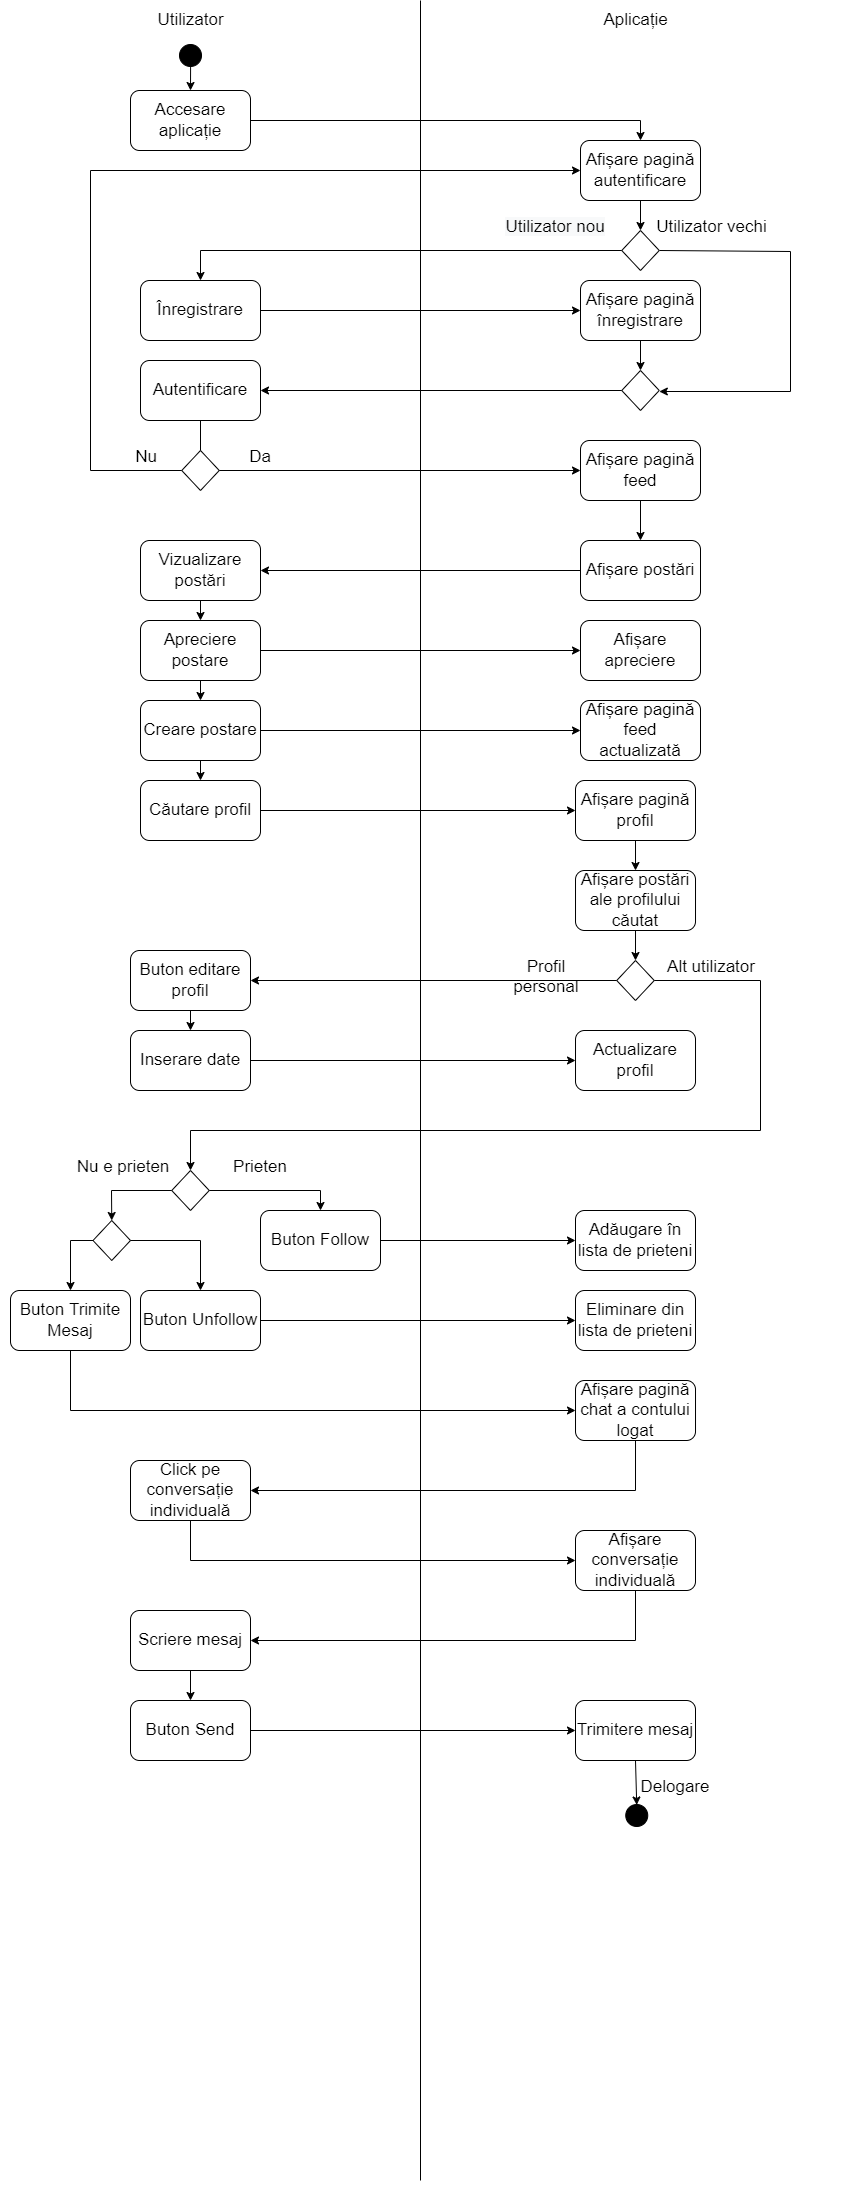 Utilizator
Aplicație
Accesare
aplicație
Afișare pagină
autentificare
Utilizator nou
Utilizator vechi
Înregistrare
Afișare pagină
înregistrare
Autentificare
Nu
Da
Afișare pagină
feed
Vizualizare
postări
Afișare postări
Apreciere
postare
Afișare
apreciere
Creare postare
Afișare pagină
feed
actualizată
Căutare profil
Afișare pagină
profil
Afișare postări
ale profilului
căutat
Buton editare
profil
Profil
personal
Alt utilizator
Inserare date
Actualizare
profil
Nu e prieten
Prieten
Buton Follow
Adăugare în
lista de prieteni
Buton Trimite
Mesaj
Buton Unfollow
Eliminare din
lista de prieteni
Afișare pagină
chat a contului
logat
Click pe
conversație
individuală
Afișare
conversație
individuală
Scriere mesaj
Buton Send
Trimitere mesaj
Delogare